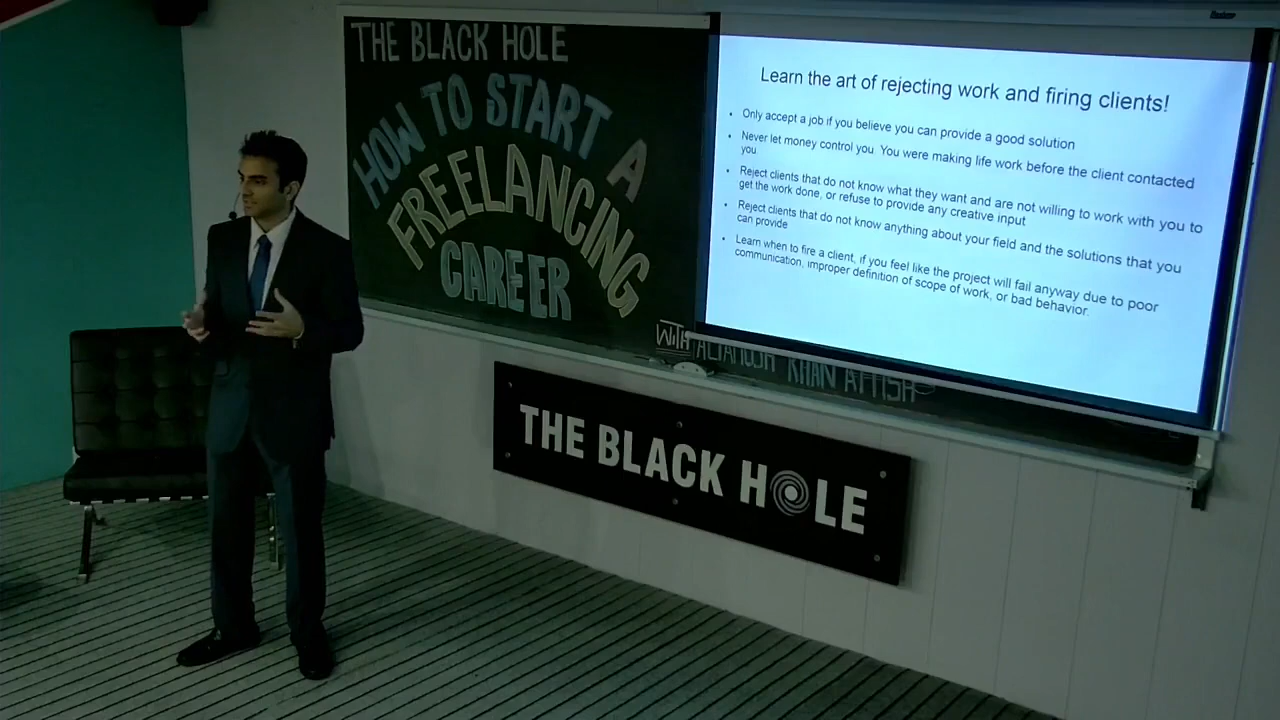 THE BLACK HOLE
HOW TO START A
FREELANCING
CAREER
WITH ALTAMUSH KHAN ATTISH
Learn the art of rejecting work and firing clients!
• Only accept a job if you believe you can provide a good solution
• Never let money control you. You were making life work before the client contacted
you
• Reject clients that do not know what they want and are not willing to work with you to
get the work done, or refuse to provide any creative input
• Reject clients that do not know anything about your field and the solutions that you
can provide
• Learn when to fire a client, if you feel like the project will fail anyway due to poor
communication, improper definition of scope of work, or bad behavior.
THE BLACK HOLE